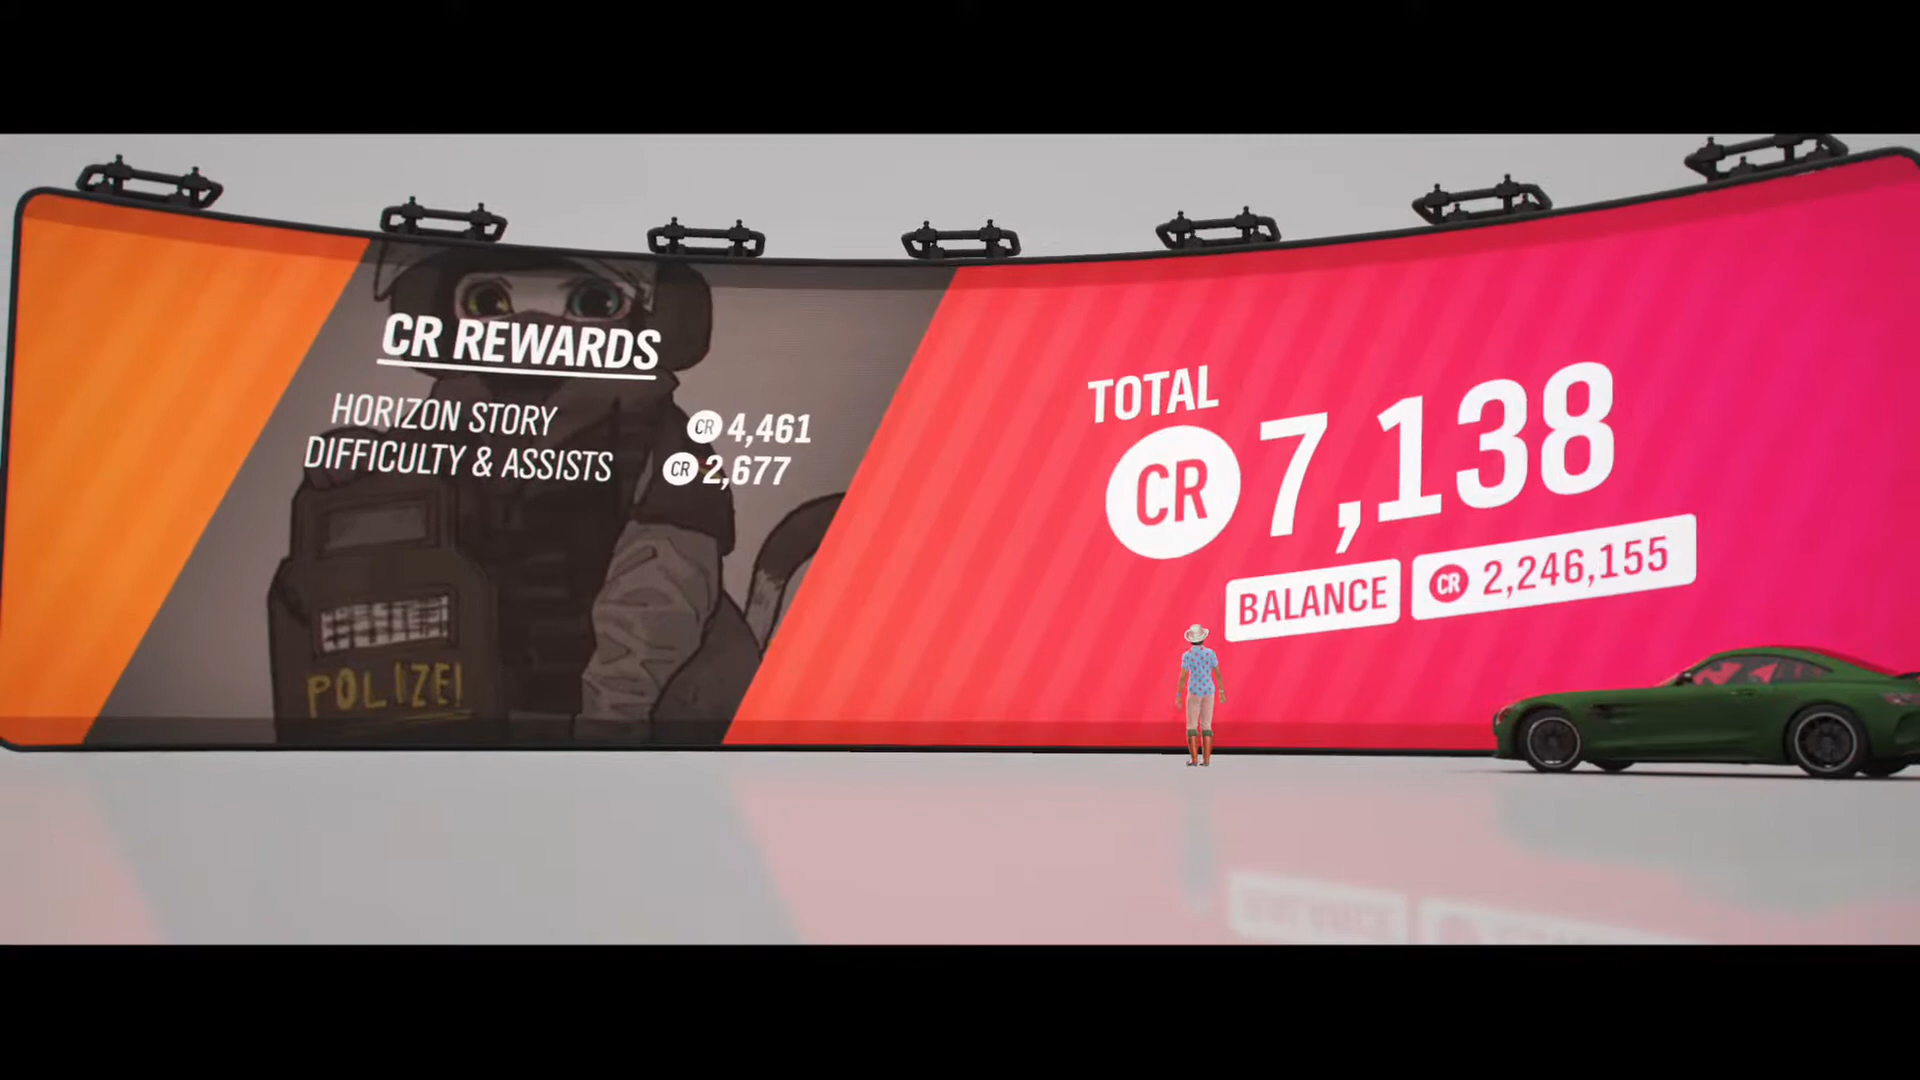 CR REWARDS
HORIZON STORY CR 4,461
DIFFICULTY & ASSISTS CR 2,677
POLIZEI
TOTAL
CR 7,138
BALANCE CR 2,246,155